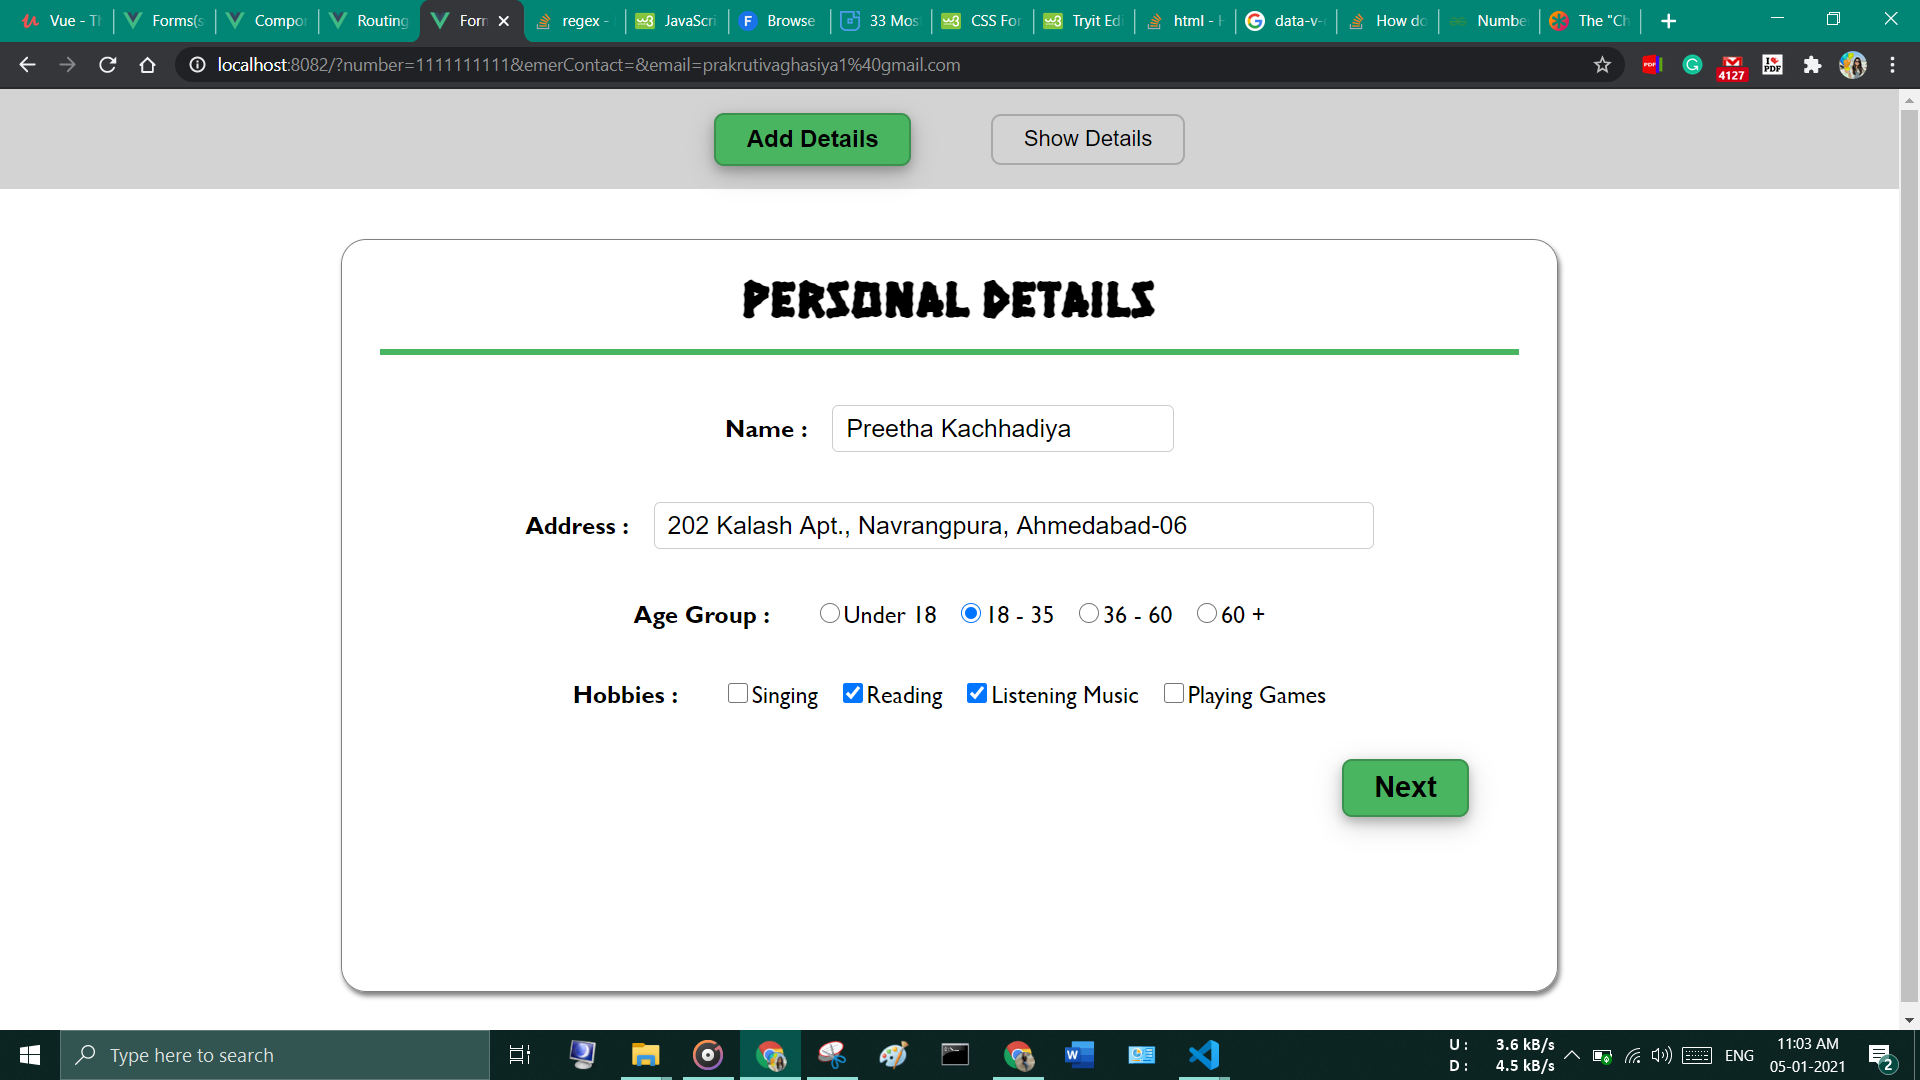 Vue - Th Forms(s Compo Routing Form regex - JavaScri Browse 33 Mos CSS For Tryit Edi html - H data-v- How do Numbe The "Ch
localhost:8082/?number=1111111111&emerContact=&email=prakrutivaghasiya1%40gmail.com
4127
Add Details Show Details
PERSONAL DETAILS
Name : Preetha Kachhadiya
Address : 202 Kalash Apt., Navrangpura, Ahmedabad-06
Age Group : Under 18 18 - 35 36 - 60 60 +
Hobbies : Singing Reading Listening Music Playing Games
Next
Type here to search
U : 3.6 kB/s
D : 4.5 kB/s
ENG
11:03 AM
05-01-2021
2